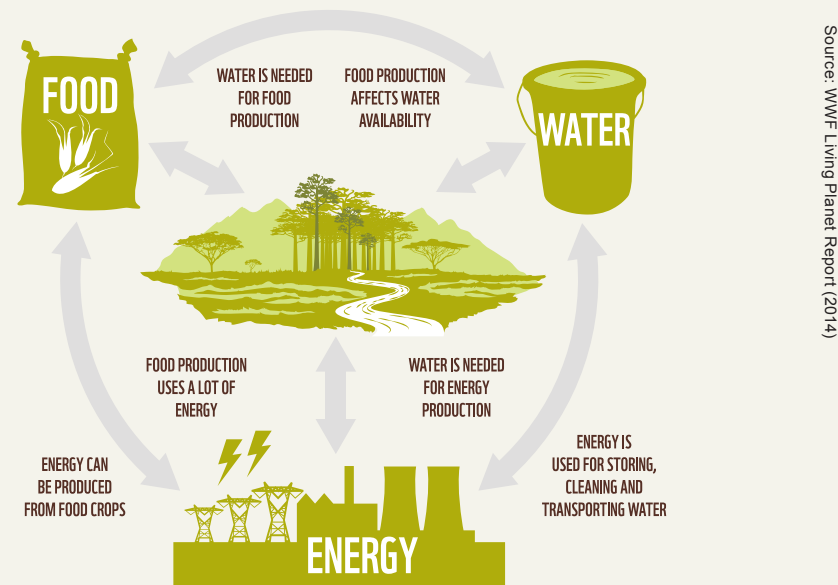 FOOD
WATER IS NEEDED
FOR FOOD
PRODUCTION
FOOD PRODUCTION
AFFECTS WATER
AVAILABILITY
WATER
FOOD PRODUCTION
USES A LOT OF
ENERGY
WATER IS NEEDED
FOR ENERGY
PRODUCTION
ENERGY CAN
BE PRODUCED
FROM FOOD CROPS
ENERGY IS
USED FOR STORING,
CLEANING AND
TRANSPORTING WATER
ENERGY
Source: WWF Living Planet Report (2014)